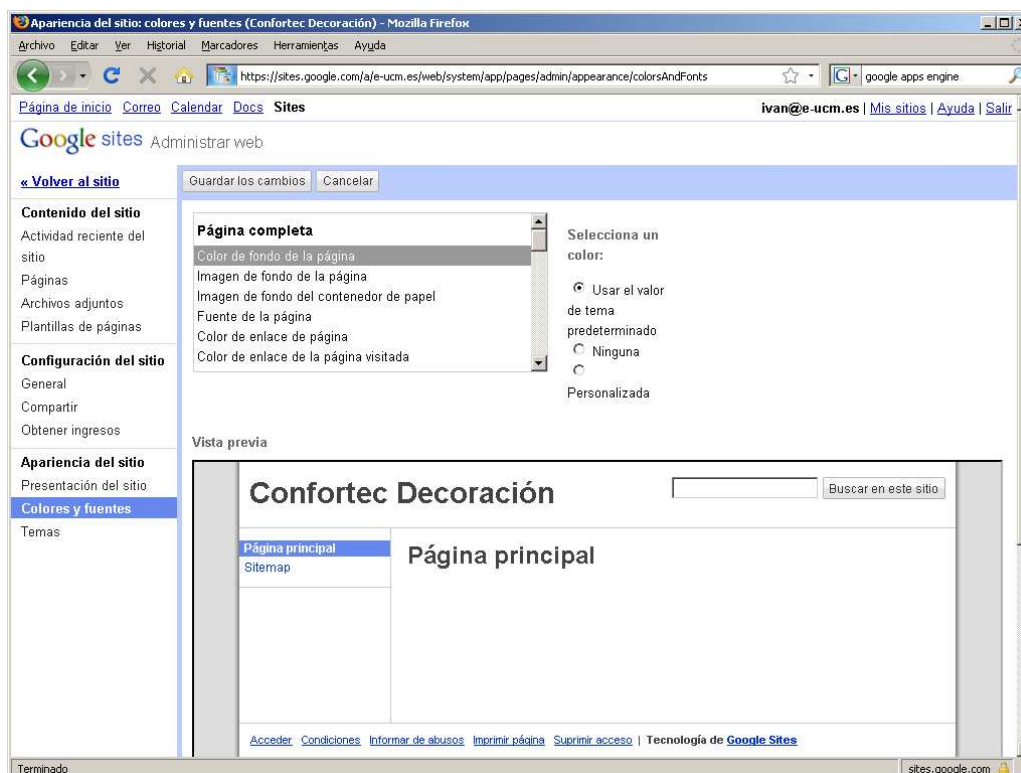 Apariencia del sitio: colores y fuentes (Confortec Decoración) - Mozilla Firefox
Archivo Editar Ver Historial Marcadores Herramientas Ayuda
https://sites.google.com/a/e-ucm.es/web/system/app/pages/admin/appearance/colorsAndFonts
G google apps engine
Página de inicio Correo Calendar Docs Sites
ivan@e-ucm.es | Mis sitios | Ayuda | Salir
Google sites Administrar web
« Volver al sitio
Guardar los cambios Cancelar
Contenido del sitio
Actividad reciente del
sitio
Páginas
Archivos adjuntos
Plantillas de páginas
Configuración del sitio
General
Compartir
Obtener ingresos
Apariencia del sitio
Presentación del sitio
Colores y fuentes
Temas
Página completa
Color de fondo de la página
Imagen de fondo de la página
Imagen de fondo del contenedor de papel
Fuente de la página
Color de enlace de página
Color de enlace de la página visitada
Selecciona un
color:
Usar el valor
de tema
predeterminado
Ninguna
Personalizada
Vista previa
Confortec Decoración
Buscar en este sitio
Página principal
Sitemap
Página principal
Acceder Condiciones Informar de abusos Imprimir página Suprimir acceso | Tecnología de Google Sites
Terminado
sites.google.com